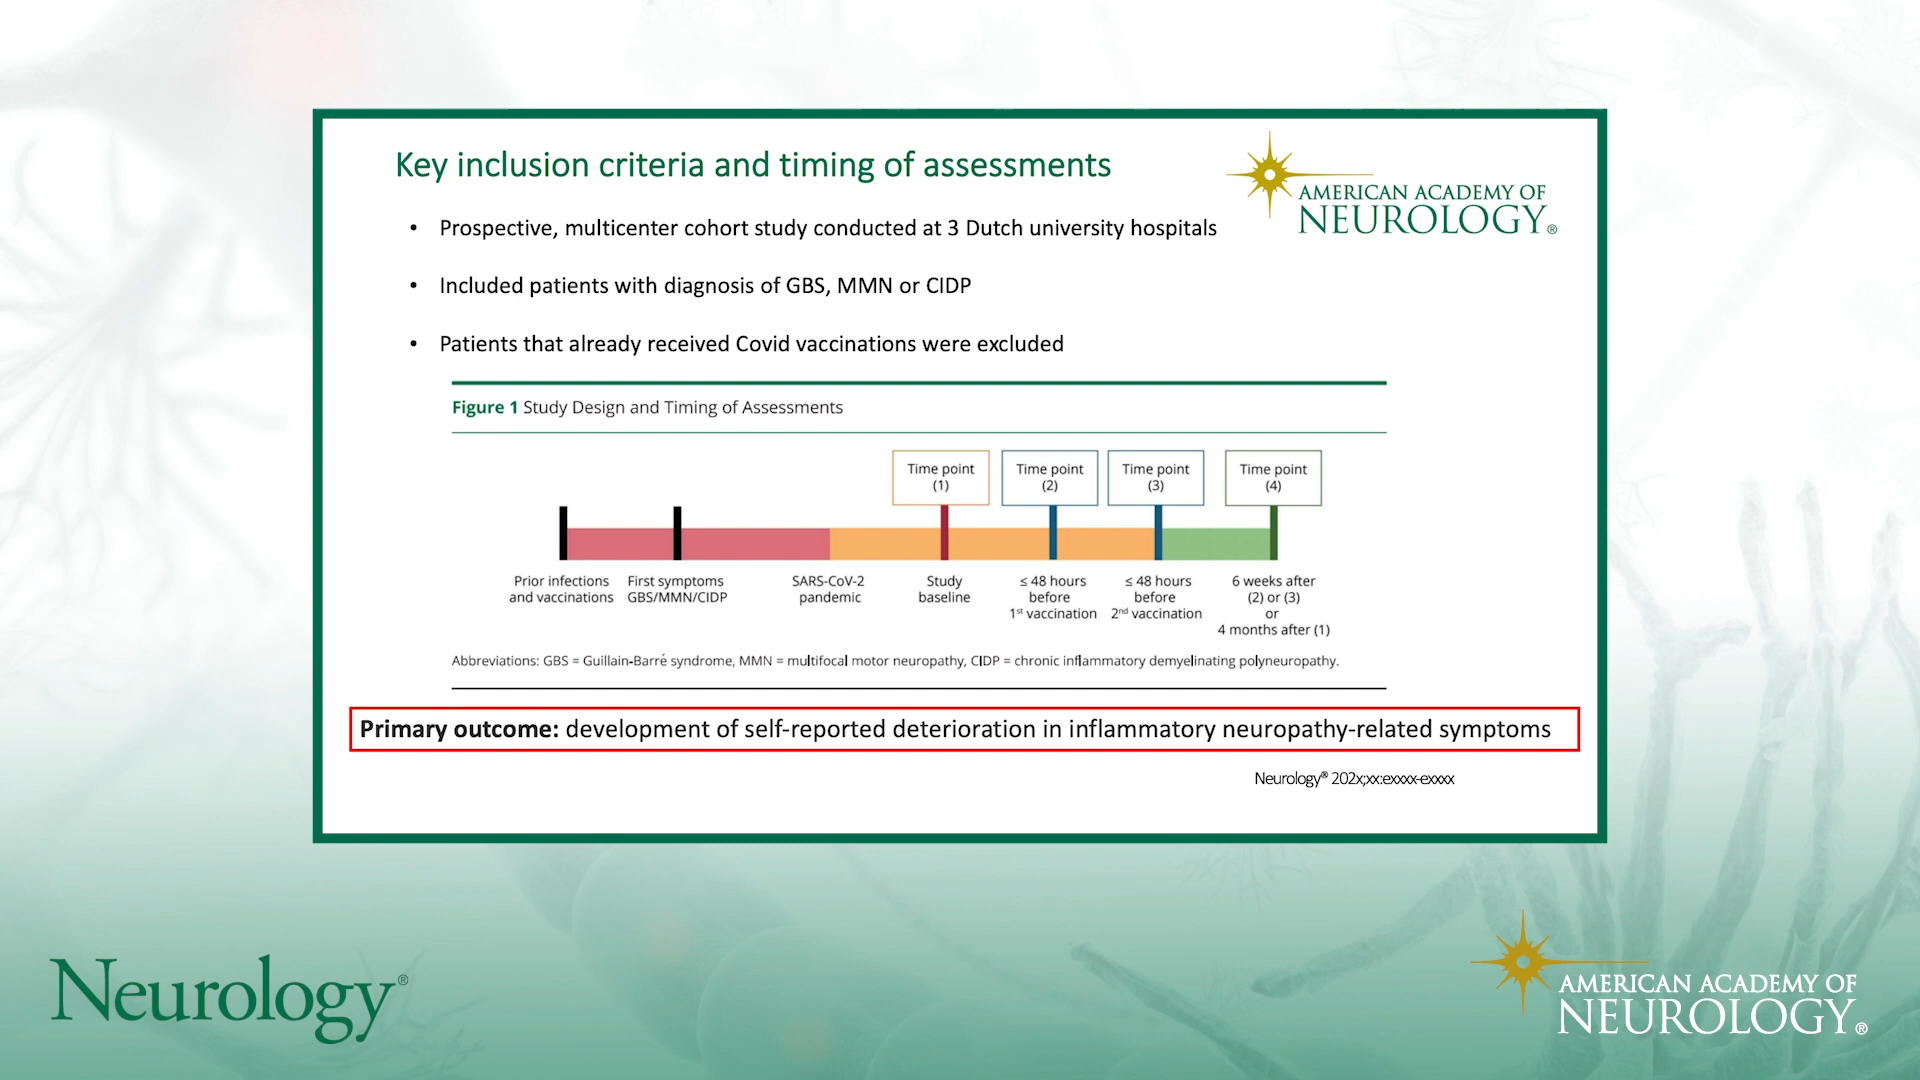 Key inclusion criteria and timing of assessments
AMERICAN ACADEMY OF
NEUROLOGY®
• Prospective, multicenter cohort study conducted at 3 Dutch university hospitals
• Included patients with diagnosis of GBS, MMN or CIDP
• Patients that already received Covid vaccinations were excluded
Figure 1 Study Design and Timing of Assessments
Time point
(1)
Time point
(2)
Time point
(3)
Time point
(4)
Prior infections
and vaccinations
First symptoms
GBS/MMN/CIDP
SARS-CoV-2
pandemic
Study
baseline
≤ 48 hours
before
1st vaccination
≤ 48 hours
before
2nd vaccination
6 weeks after
(2) or (3)
or
4 months after (1)
Abbreviations: GBS = Guillain-Barré syndrome, MMN = multifocal motor neuropathy, CIDP = chronic inflammatory demyelinating polyneuropathy.
Primary outcome: development of self-reported deterioration in inflammatory neuropathy-related symptoms
Neurology® 202x;xx:exxxx-exxxx
Neurology®
AMERICAN ACADEMY OF
NEUROLOGY®